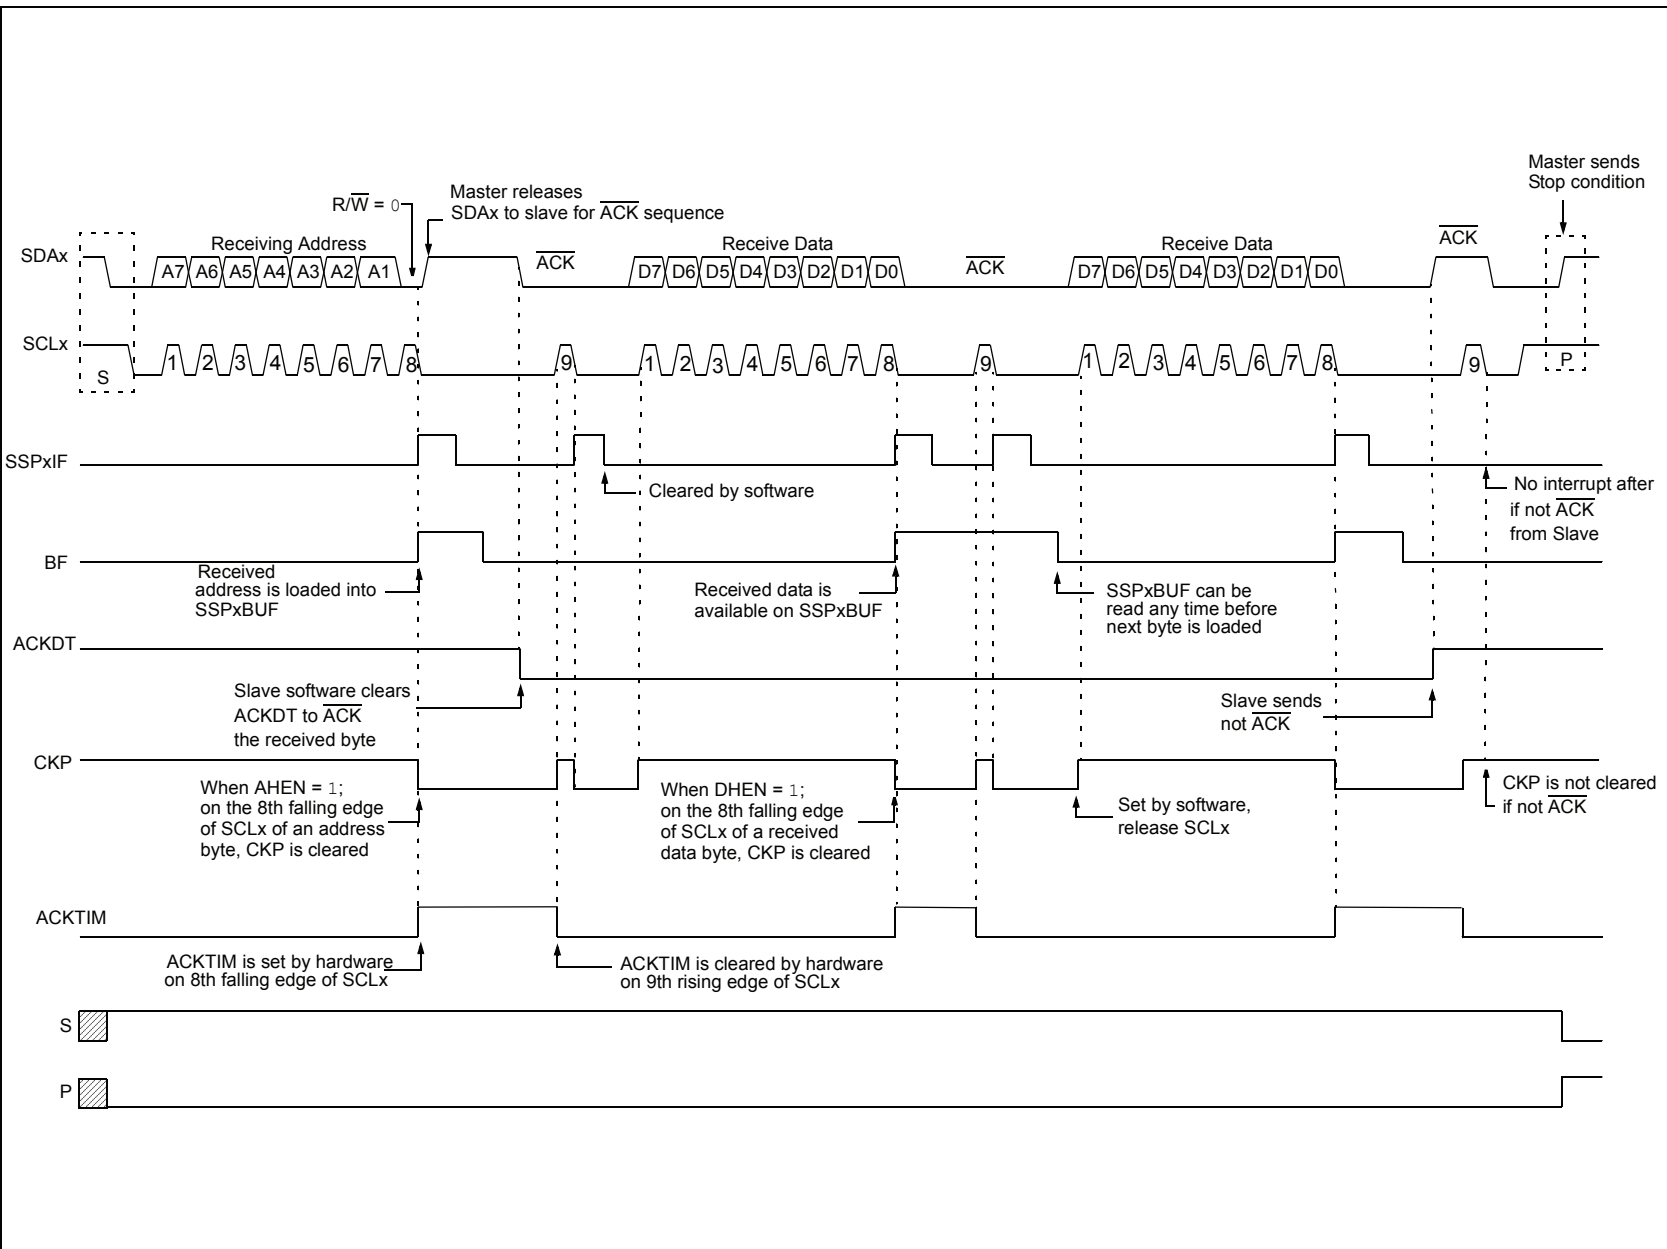 Master sends
Stop condition
Master releases
SDAx to slave for A̅C̅K̅ sequence
R/W̅ = 0
SDAx
Receiving Address
A7 A6 A5 A4 A3 A2 A1
A̅C̅K̅
Receive Data
D7 D6 D5 D4 D3 D2 D1 D0
A̅C̅K̅
Receive Data
D7 D6 D5 D4 D3 D2 D1 D0
A̅C̅K̅
SCLx
S
1 2 3 4 5 6 7 8 9
1 2 3 4 5 6 7 8 9
1 2 3 4 5 6 7 8 9
P
SSPxIF
Cleared by software
No interrupt after
if not A̅C̅K̅
from Slave
BF
Received
address is loaded into
SSPxBUF
Received data is
available on SSPxBUF
SSPxBUF can be
read any time before
next byte is loaded
ACKDT
Slave software clears
ACKDT to A̅C̅K̅
the received byte
Slave sends
not A̅C̅K̅
CKP
When AHEN = 1;
on the 8th falling edge
of SCLx of an address
byte, CKP is cleared
When DHEN = 1;
on the 8th falling edge
of SCLx of a received
data byte, CKP is cleared
Set by software,
release SCLx
CKP is not cleared
if not A̅C̅K̅
ACKTIM
ACKTIM is set by hardware
on 8th falling edge of SCLx
ACKTIM is cleared by hardware
on 9th rising edge of SCLx
S
P